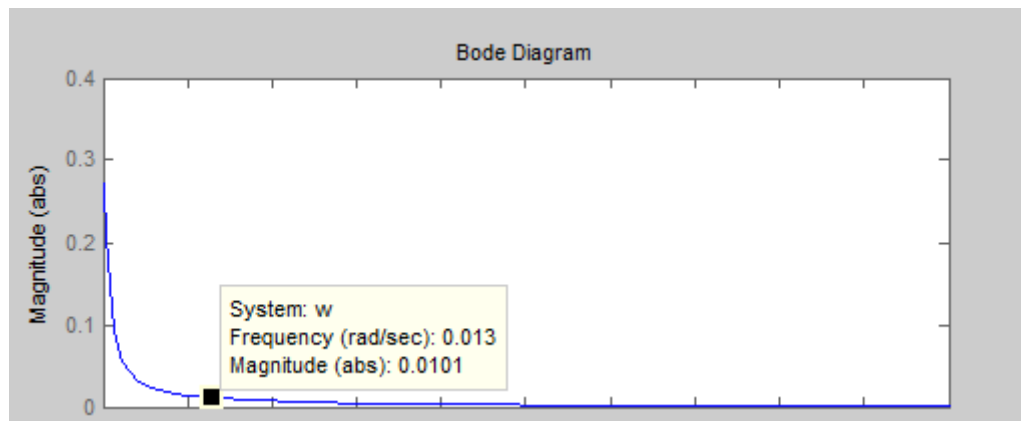 Bode Diagram
Magnitude (abs)
0.4
0.3
0.2
0.1
0
System: w
Frequency (rad/sec): 0.013
Magnitude (abs): 0.0101